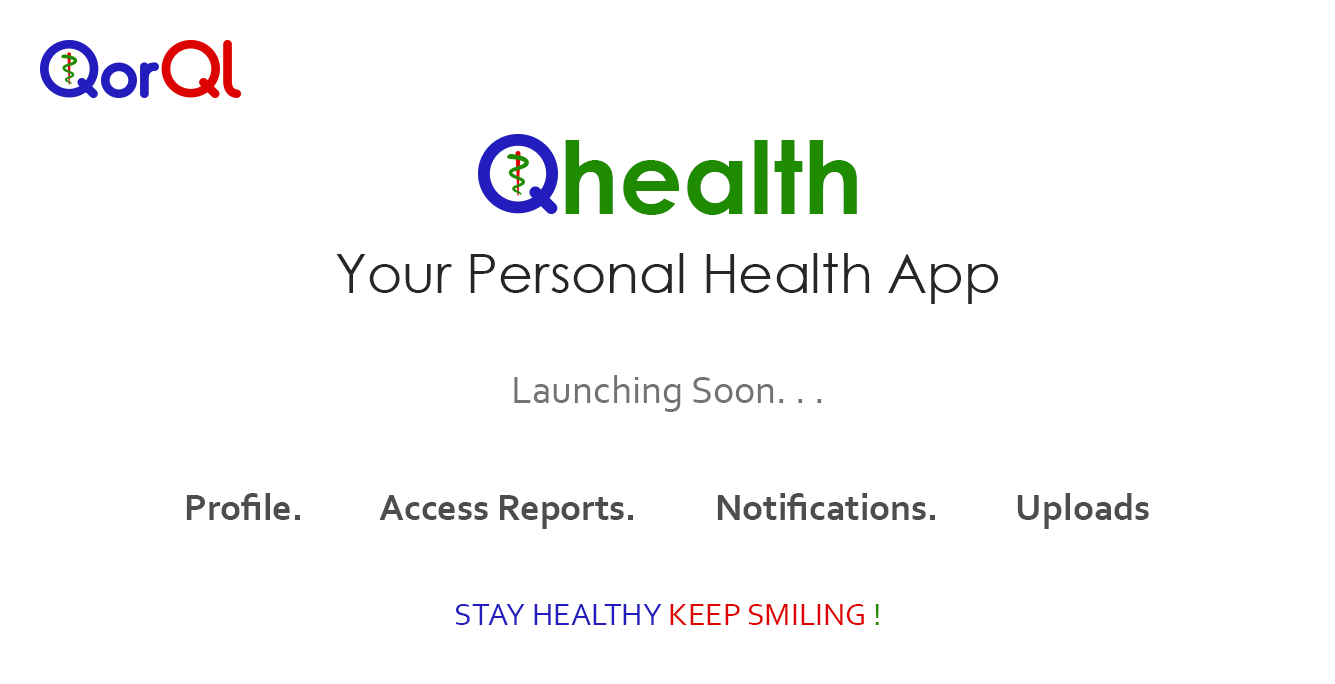 QorQl
Qhealth
Your Personal Health App
Launching Soon. . .
Profile. Access Reports. Notifications. Uploads
STAY HEALTHY KEEP SMILING !